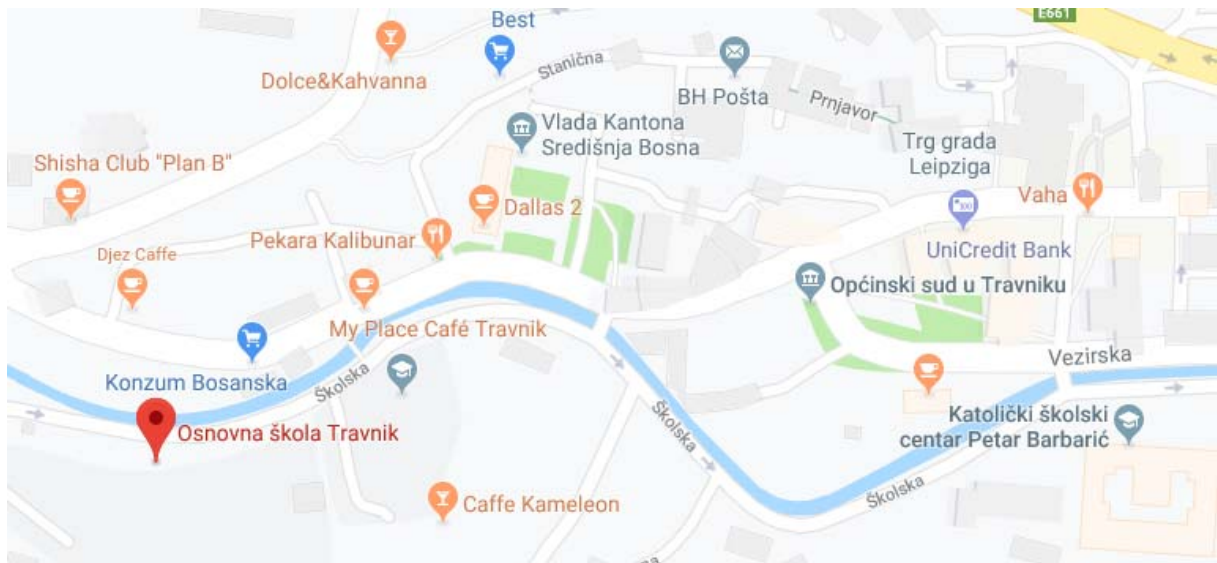 E661
Best
Dolce&Kahvanna
Stanična
BH Pošta
Prnjavor
Vlada Kantona
Središnja Bosna
Trg grada
Leipziga
Shisha Club "Plan B"
Vaha
100
Dallas 2
Pekara Kalibunar
UniCredit Bank
Djez Caffe
Općinski sud u Travniku
My Place Café Travnik
Vezirska
Konzum Bosanska
Školska
Školska
Katolički školski
centar Petar Barbarić
Osnovna škola Travnik
Školska
Caffe Kameleon